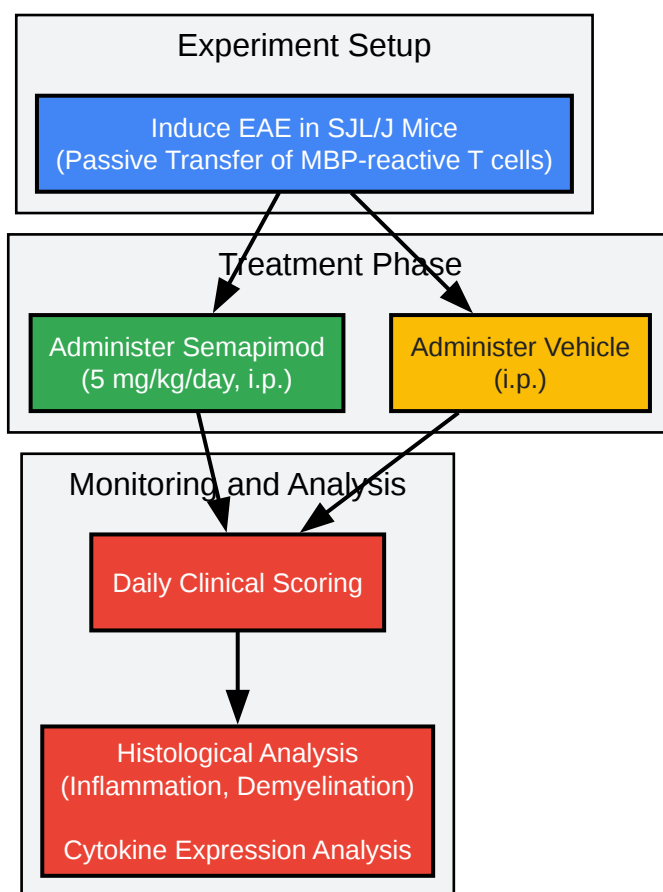 Experiment Setup
Induce EAE in SJL/J Mice
(Passive Transfer of MBP-reactive T cells)
Treatment Phase
Administer Semapimod
(5 mg/kg/day, i.p.)
Administer Vehicle
(i.p.)
Monitoring and Analysis
Daily Clinical Scoring
Histological Analysis
(Inflammation, Demyelination)
Cytokine Expression Analysis